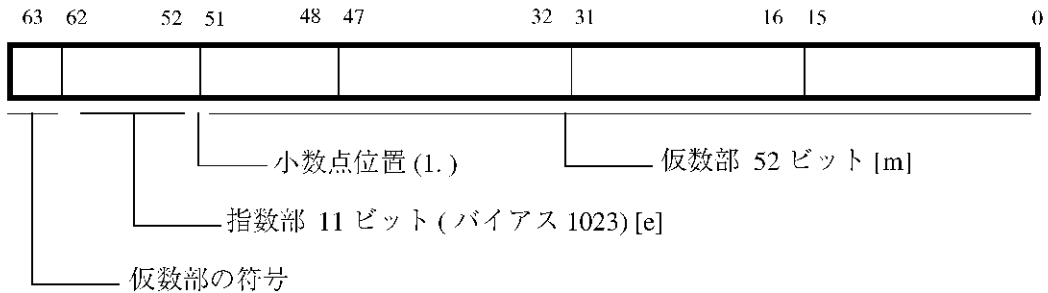 63 62 52 51 48 47 32 31 16 15 0
小数点位置 (1. ) 仮数部 52 ビット [m]
指数部 11 ビット ( バイアス 1023) [e]
仮数部の符号